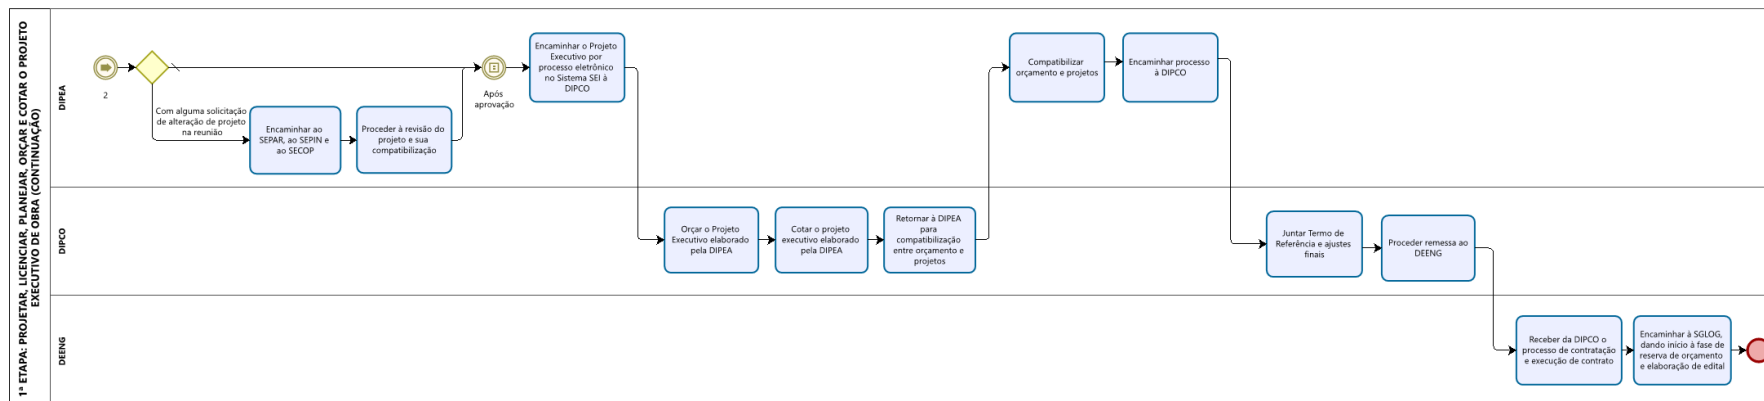 1ª ETAPA: PROJETAR, LICENCIAR, PLANEJAR, ORÇAR E COTAR O PROJETO
EXECUTIVO DE OBRA (CONTINUAÇÃO)
DIPEA
2
Com alguma solicitação
de alteração de projeto
na reunião
Encaminhar ao
SEPAR, ao SEPIN e
ao SECOP
Proceder à revisão do
projeto e sua
compatibilização
Após
aprovação
Encaminhar o Projeto
Executivo por
processo eletrônico
no Sistema SEI à
DIPCO
Compatibilizar
orçamento e projetos
Encaminhar processo
à DIPCO
DIPCO
Orçar o Projeto
Executivo elaborado
pela DIPEA
Cotar o projeto
executivo elaborado
pela DIPEA
Retornar à DIPEA
para
compatibilização
entre orçamento e
projetos
Juntar Termo de
Referência e ajustes
finais
Proceder remessa ao
DEENG
DEENG
Receber da DIPCO o
processo de contratação
e execução de contrato
Encaminhar à SGLOG,
dando início à fase de
reserva de orçamento
e elaboração de edital